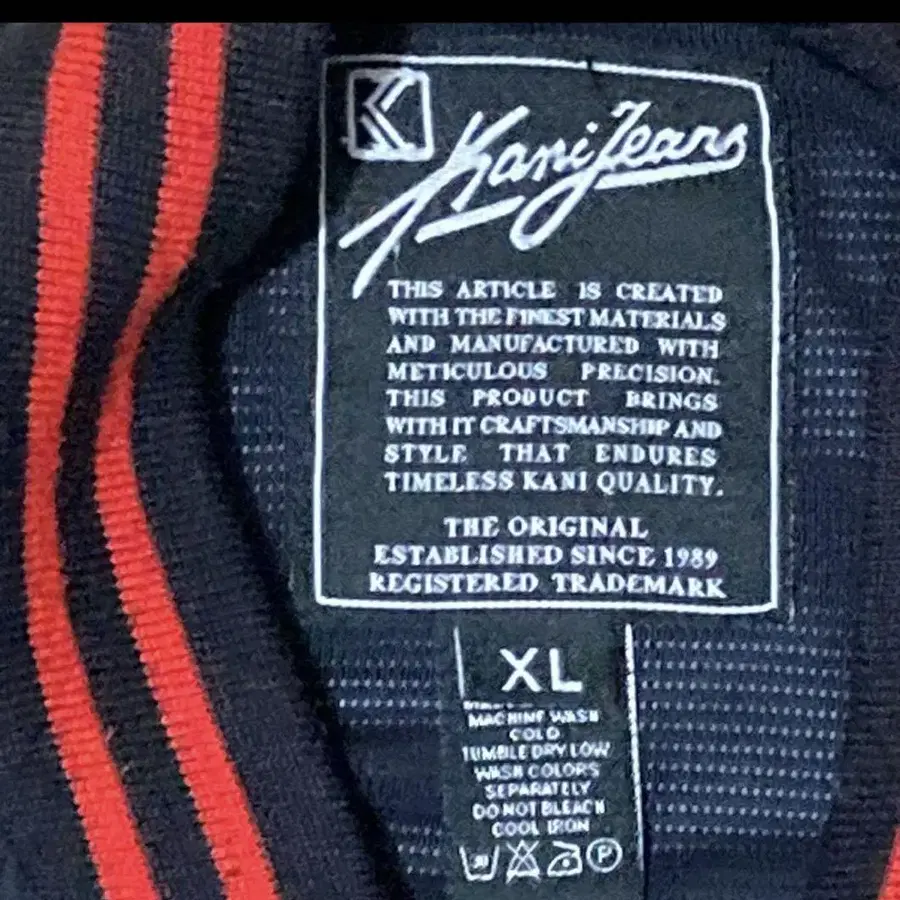 K
Kani Jeans
THIS ARTICLE IS CREATED
WITH THE FINEST MATERIALS
AND MANUFACTURED WITH
METICULOUS PRECISION.
THIS PRODUCT BRINGS
WITH IT CRAFTSMANSHIP AND
STYLE THAT ENDURES
TIMELESS KANI QUALITY.
THE ORIGINAL
ESTABLISHED SINCE 1989
REGISTERED TRADEMARK
XL
MACHINE WASH
COLD
TUMBLE DRY LOW
WASH COLORS
SEPARATELY
DO NOT BLEACH
COOL IRON
30 P